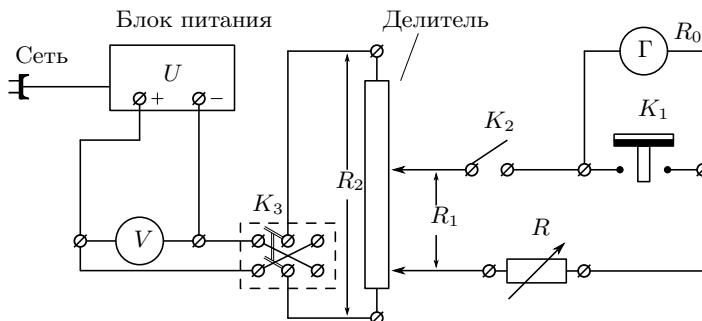 Блок питания
Делитель
Сеть
U
+
−
R₀
Г
K₁
K₂
R₂
R₁
K₃
V
R